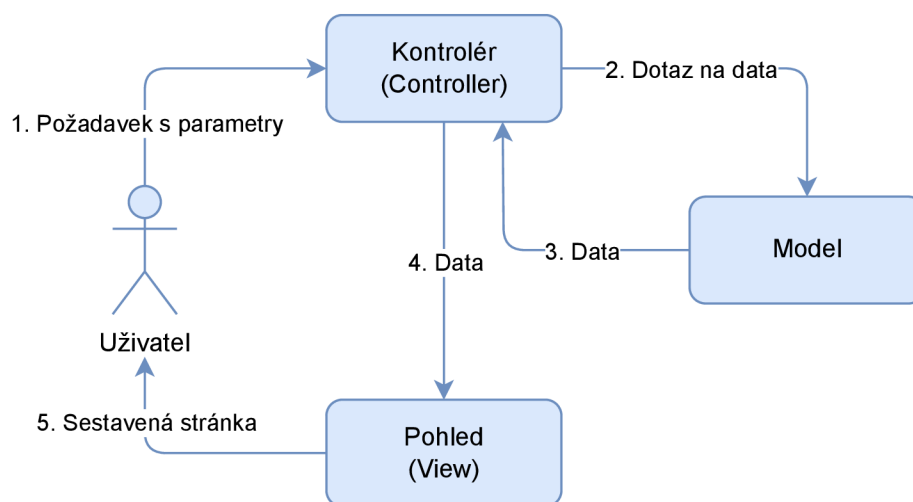 Kontrolér
(Controller)
2. Dotaz na data
1. Požadavek s parametry
Model
3. Data
4. Data
Uživatel
5. Sestavená stránka
Pohled
(View)